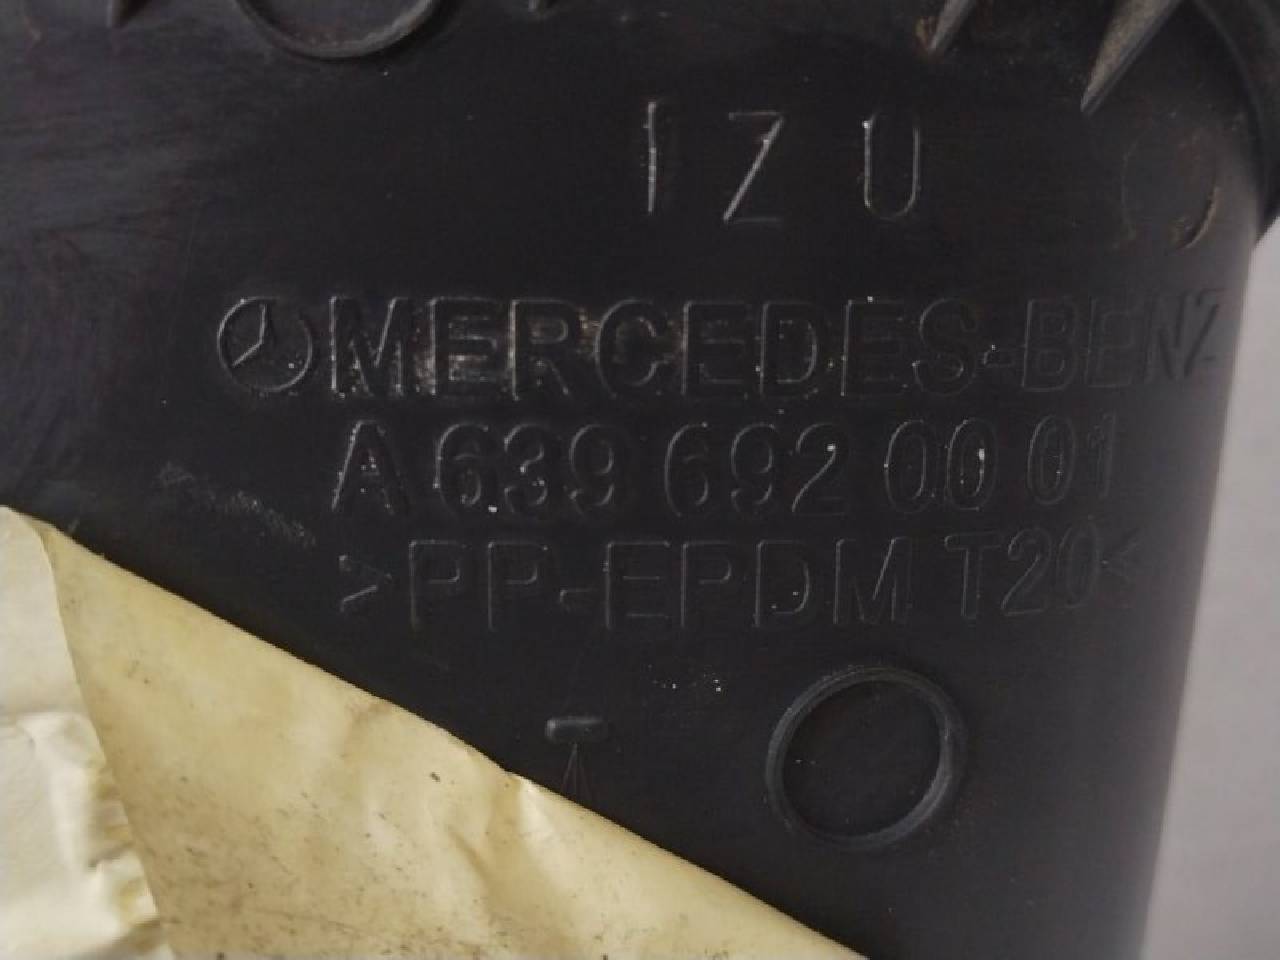 IZU
MERCEDES-BENZ
A 639 692 00 01
>PP-EPDM T20<